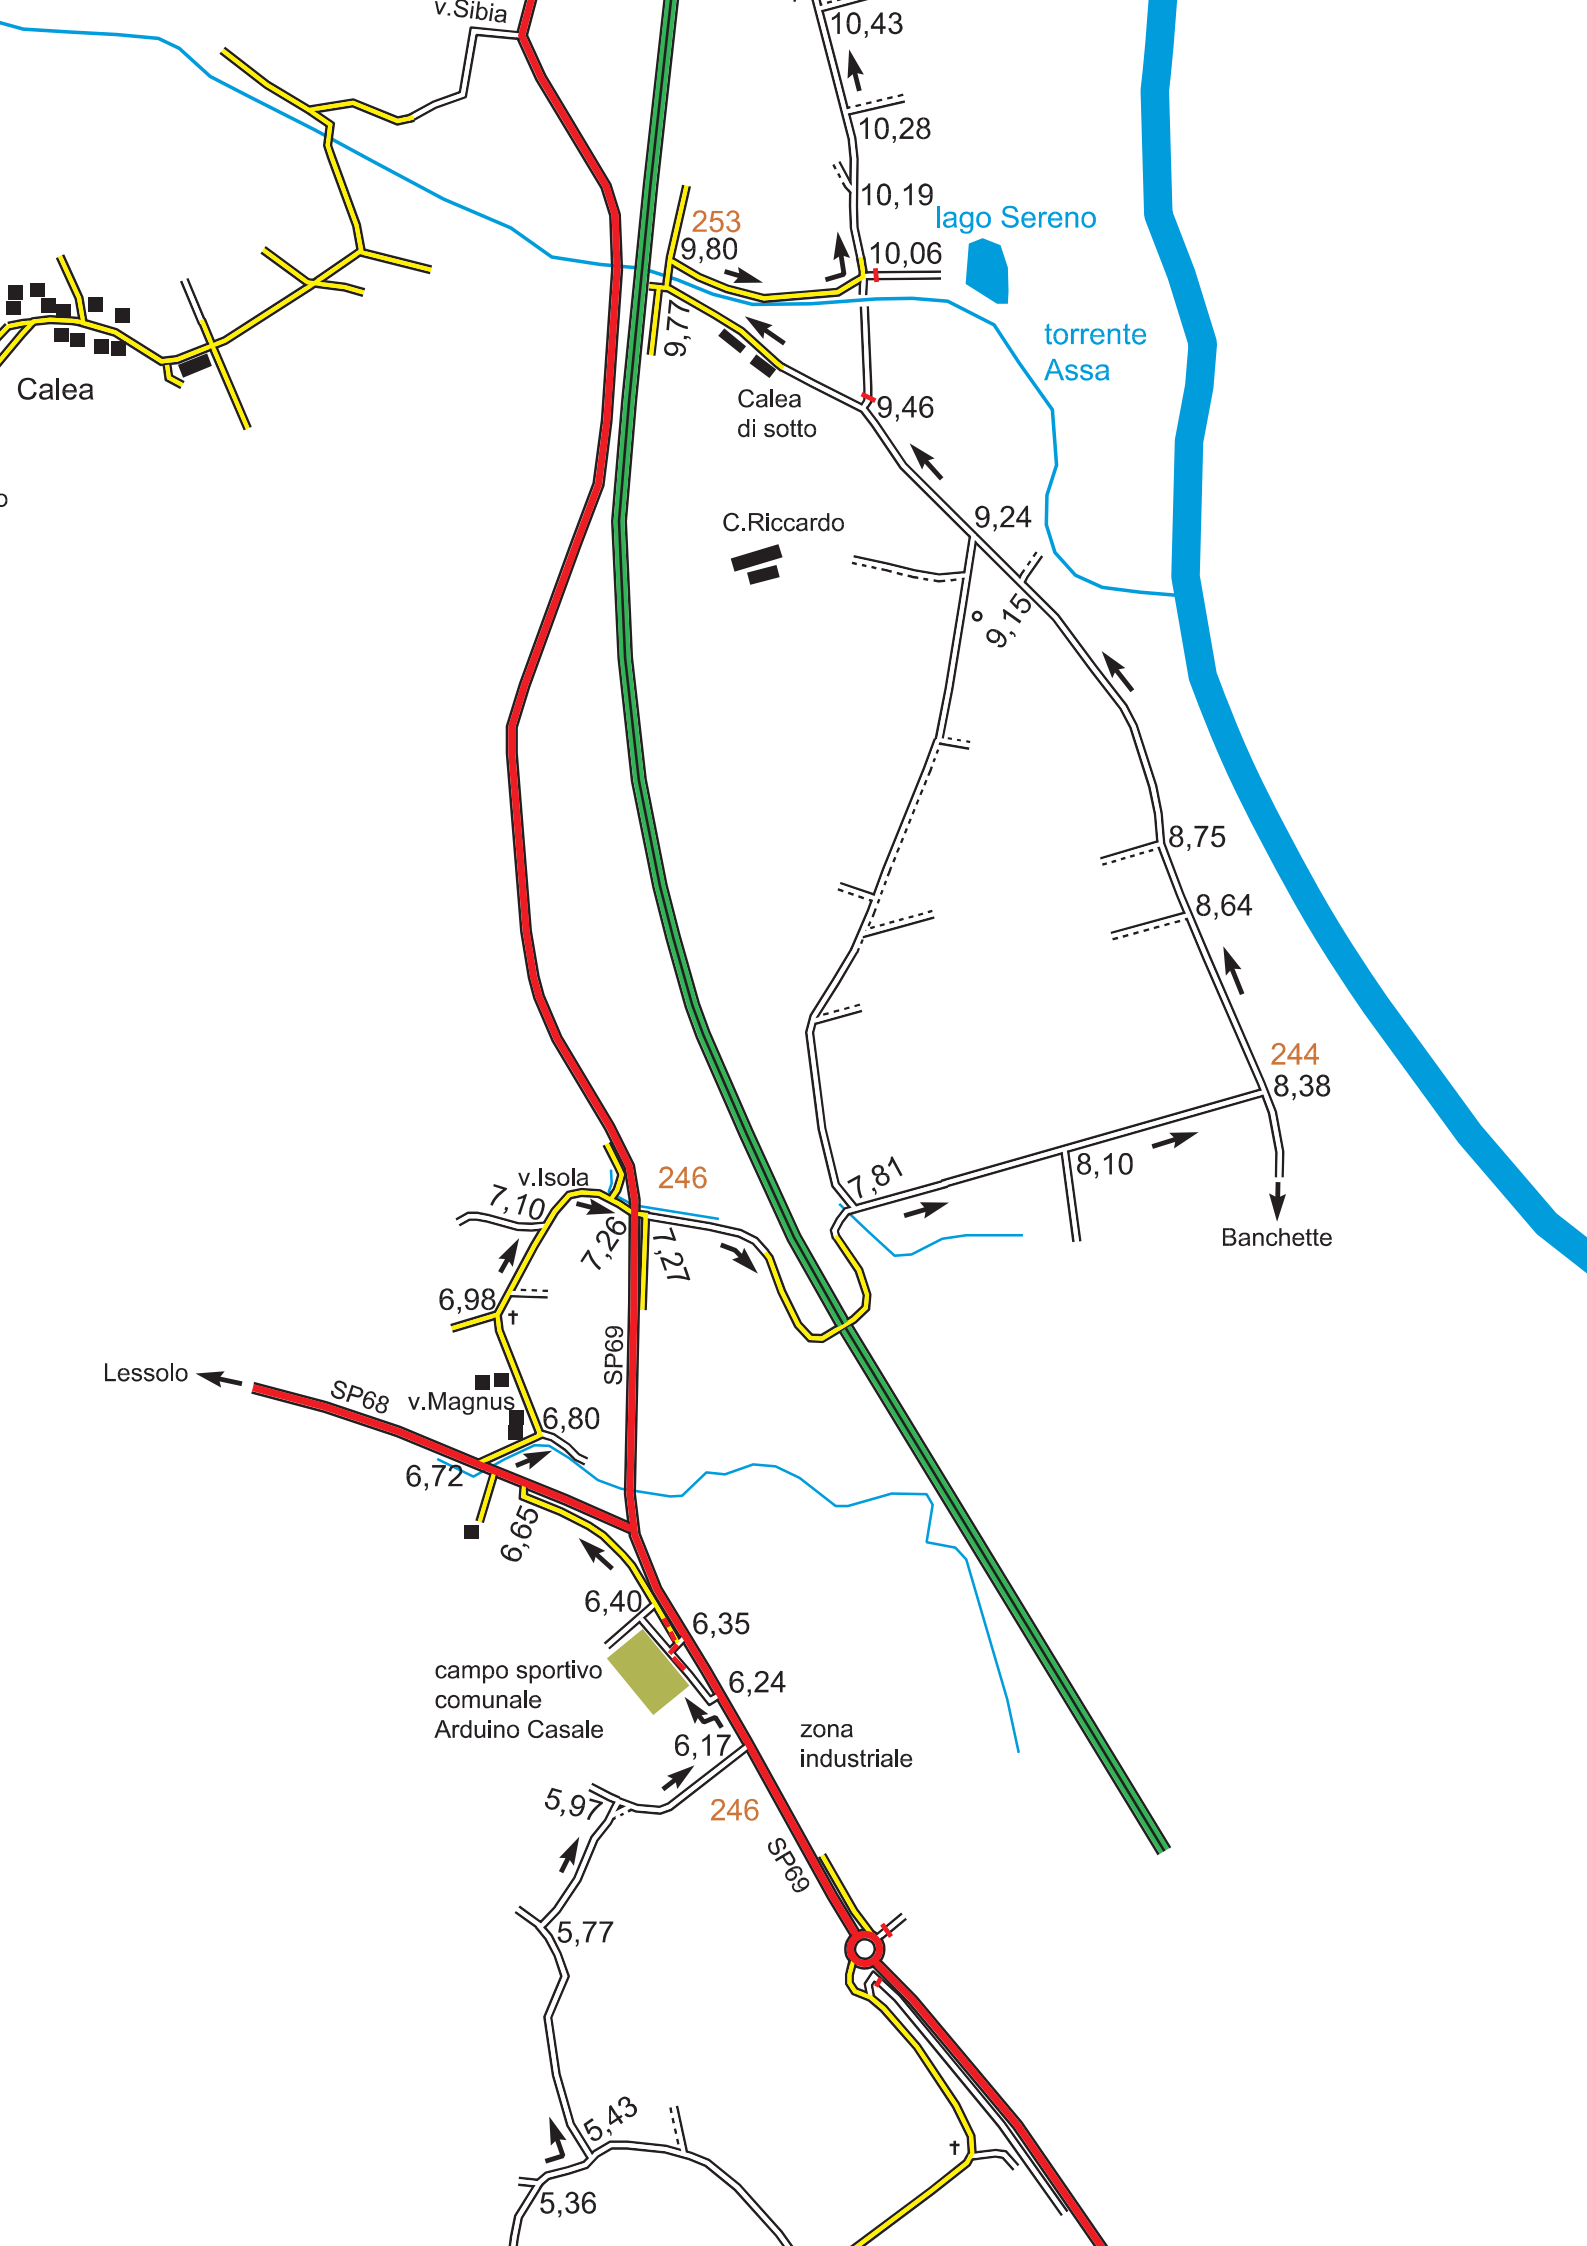 v.Sibia
10,43
10,28
10,19
lago Sereno
253
9,80
10,06
9,77
torrente
Assa
Calea
Calea
di sotto
9,46
o
C.Riccardo
9,24
9,15
8,75
8,64
244
8,38
v.Isola
246
7,10
7,81
8,10
7,26
7,27
Banchette
6,98
SP69
Lessolo
SP68
v.Magnus
6,80
6,72
6,65
6,40
6,35
campo sportivo
comunale
Arduino Casale
6,24
zona
industriale
6,17
5,97
246
SP69
5,77
5,43
5,36